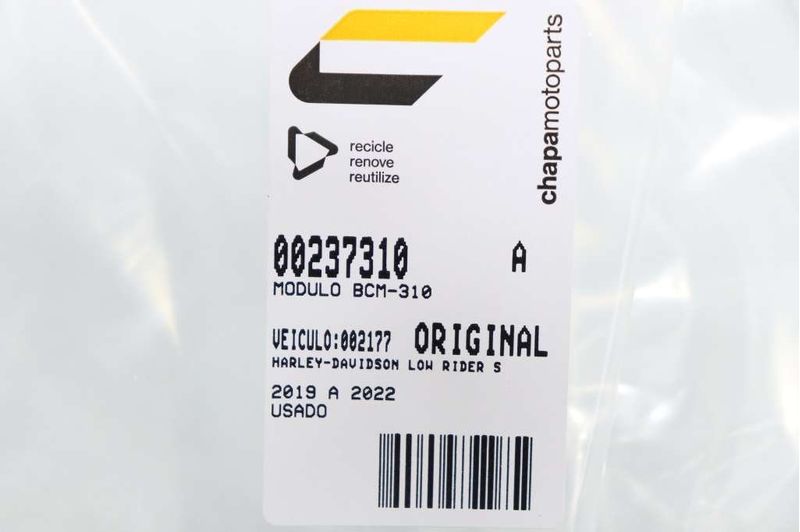 chapamotoparts
recicle
renove
reutilize
00237310 A
MODULO BCM-310
VEICULO:002177 ORIGINAL
HARLEY-DAVIDSON LOW RIDER S
2019 A 2022
USADO